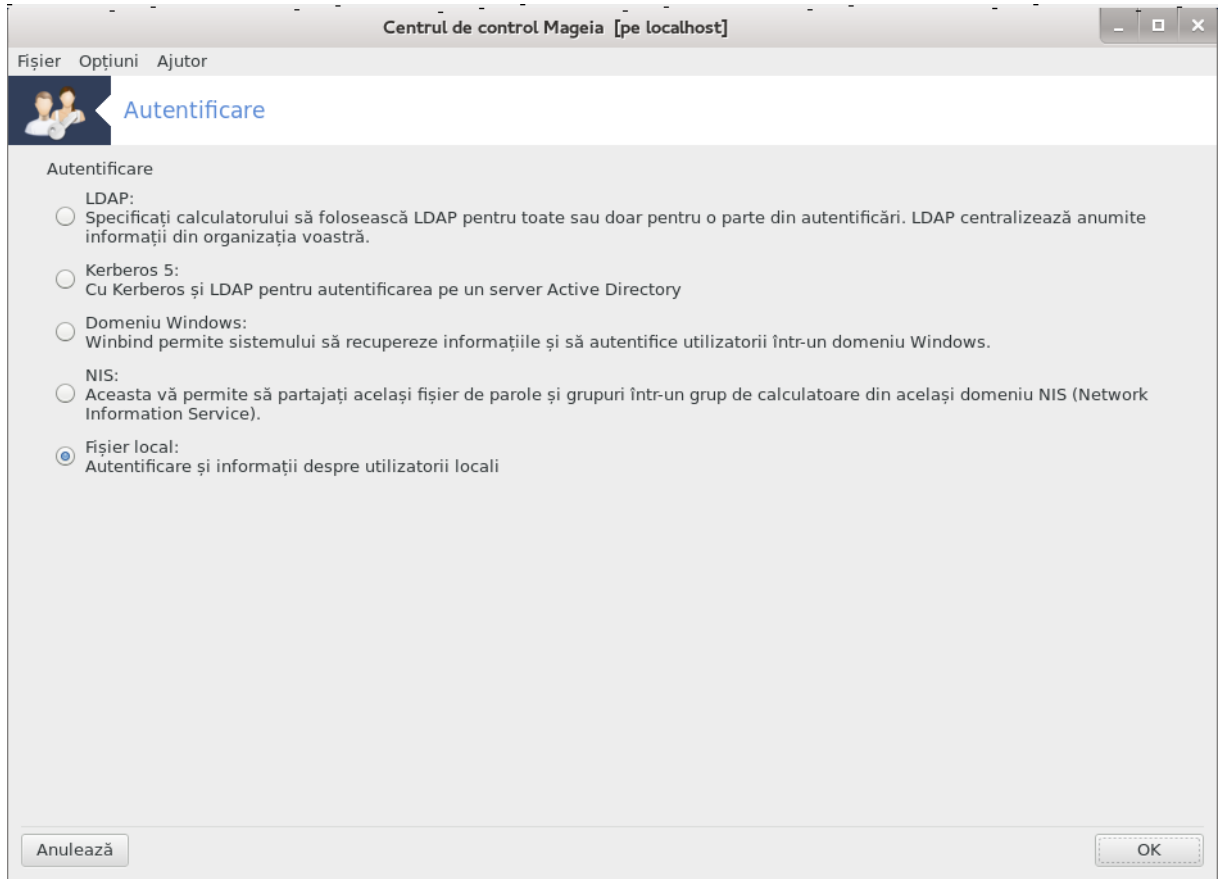 Centrul de control Mageia [pe localhost]
Fișier Opțiuni Ajutor
Autentificare
Autentificare
LDAP:
Specificați calculatorului să folosească LDAP pentru toate sau doar pentru o parte din autentificări. LDAP centralizează anumite
informații din organizația voastră.
Kerberos 5:
Cu Kerberos și LDAP pentru autentificarea pe un server Active Directory
Domeniu Windows:
Winbind permite sistemului să recupereze informațiile și să autentifice utilizatorii într-un domeniu Windows.
NIS:
Aceasta vă permite să partajați același fișier de parole și grupuri într-un grup de calculatoare din același domeniu NIS (Network
Information Service).
Fișier local:
Autentificare și informații despre utilizatorii locali
Anulează
OK